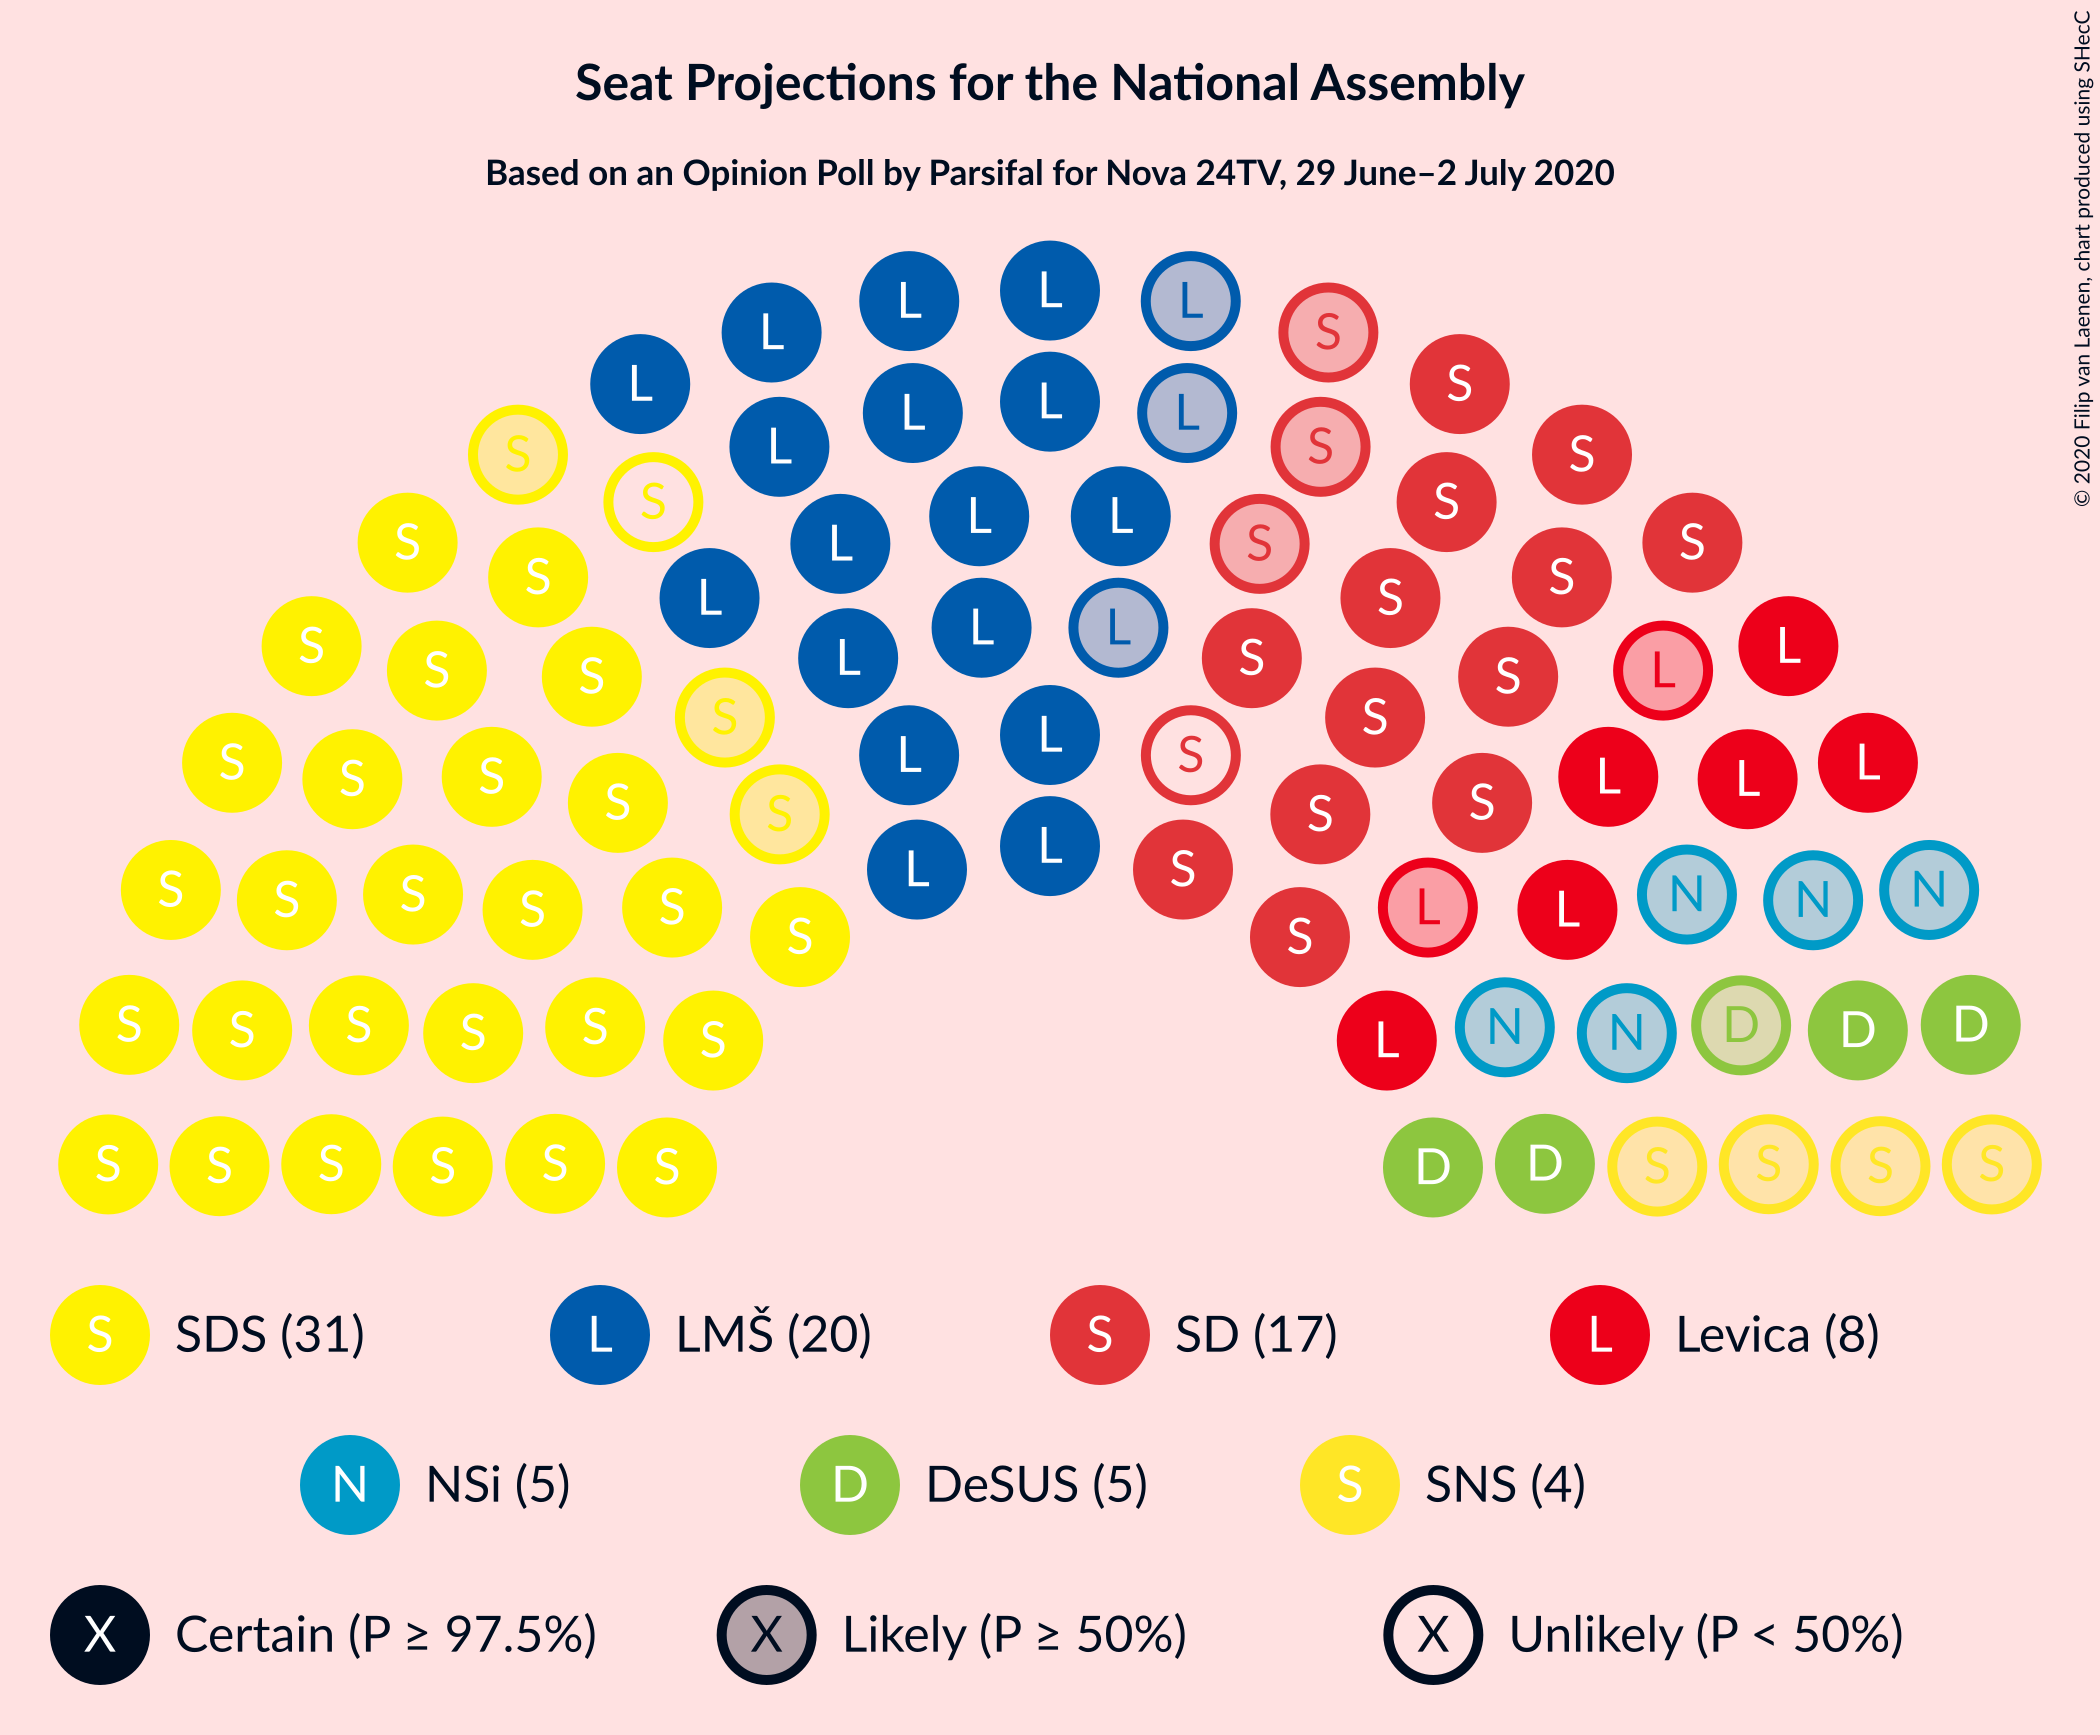 Seat Projections for the National Assembly
Based on an Opinion Poll by Parsifal for Nova 24TV, 29 June–2 July 2020
© 2020 Filip van Laenen, chart produced using SHecC
L L L L L
L S S
L L L L S
S S S S
S L L L S
S S L L S S
S S L L S S L L
S S L L L S S S
S S S S L L S S S L L L
S S S S S S L L S S L L N N N
S S S S S S L N N D D D
S S S S S S D D S S S S
S SDS (31) L LMŠ (20) S SD (17) L Levica (8)
N NSi (5) D DeSUS (5) S SNS (4)
X Certain (P ≥ 97.5%) X Likely (P ≥ 50%) X Unlikely (P < 50%)